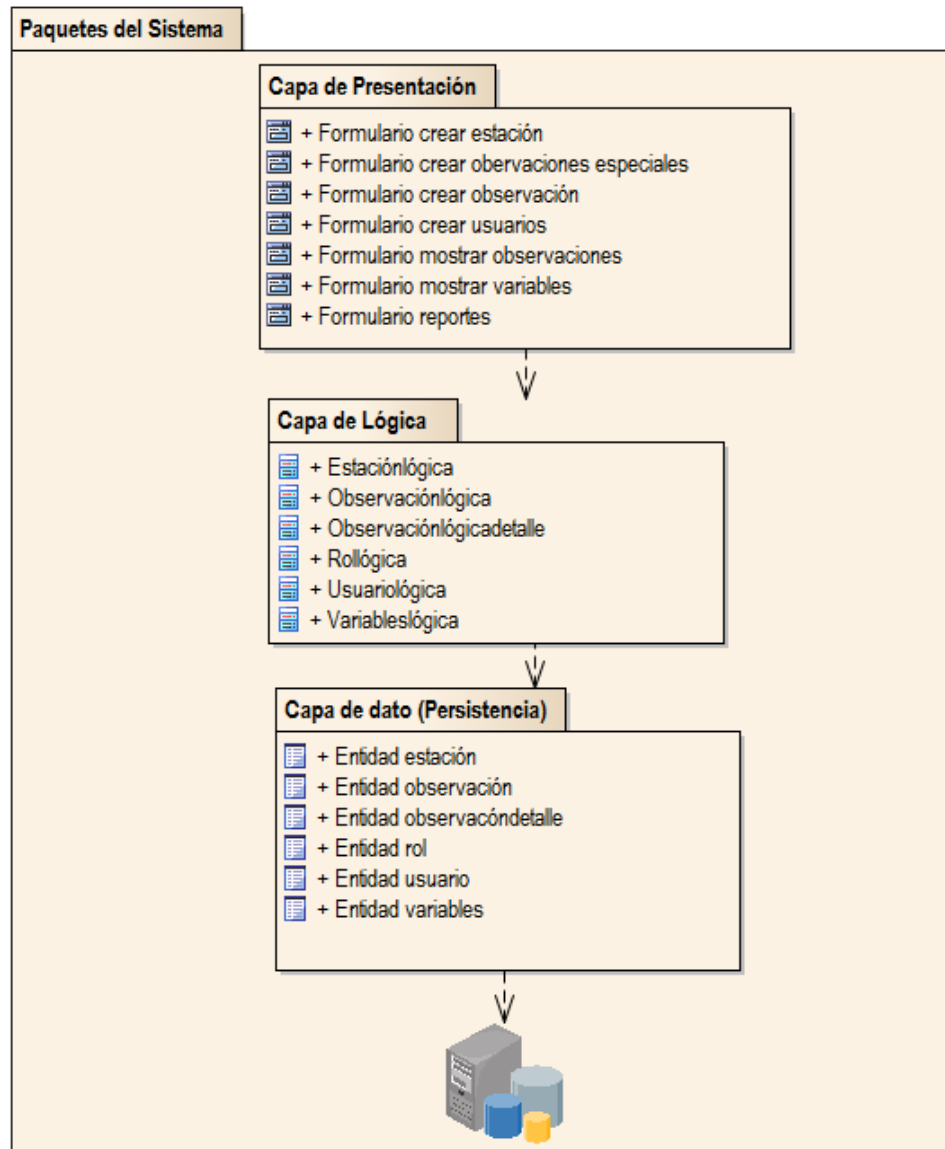 Paquetes del Sistema
Capa de Presentación
+ Formulario crear estación
+ Formulario crear obervaciones especiales
+ Formulario crear observación
+ Formulario crear usuarios
+ Formulario mostrar observaciones
+ Formulario mostrar variables
+ Formulario reportes
Capa de Lógica
+ Estaciónlógica
+ Observaciónlógica
+ Observaciónlógicadetalle
+ Rollógica
+ Usuariológica
+ Variableslógica
Capa de dato (Persistencia)
+ Entidad estación
+ Entidad observación
+ Entidad observacóndetalle
+ Entidad rol
+ Entidad usuario
+ Entidad variables